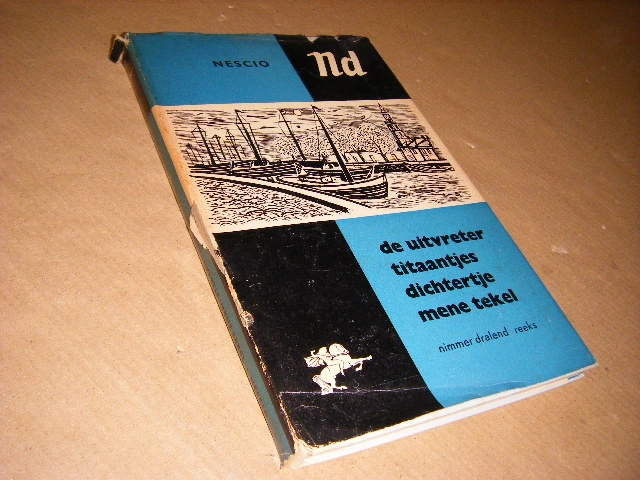 NESCIO
Nd
de uitvreter
titaantjes
dichtertje
mene tekel
nimmer dralend reeks